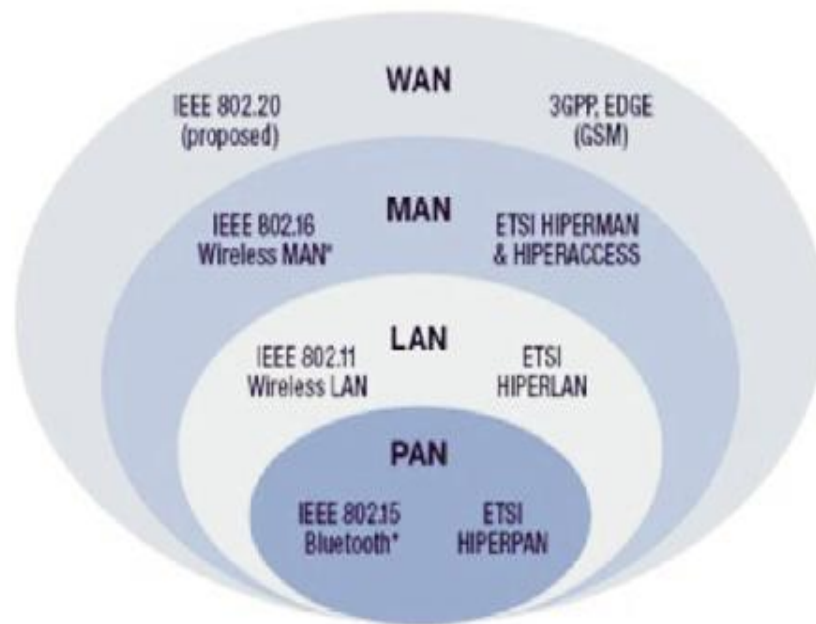 WAN
IEEE 802.20
(proposed)
3GPP, EDGE
(GSM)
MAN
IEEE 802.16
Wireless MAN*
ETSI HIPERMAN
& HIPERACCESS
LAN
IEEE 802.11
Wireless LAN
ETSI
HIPERLAN
PAN
IEEE 802.15
Bluetooth*
ETSI
HIPERPAN